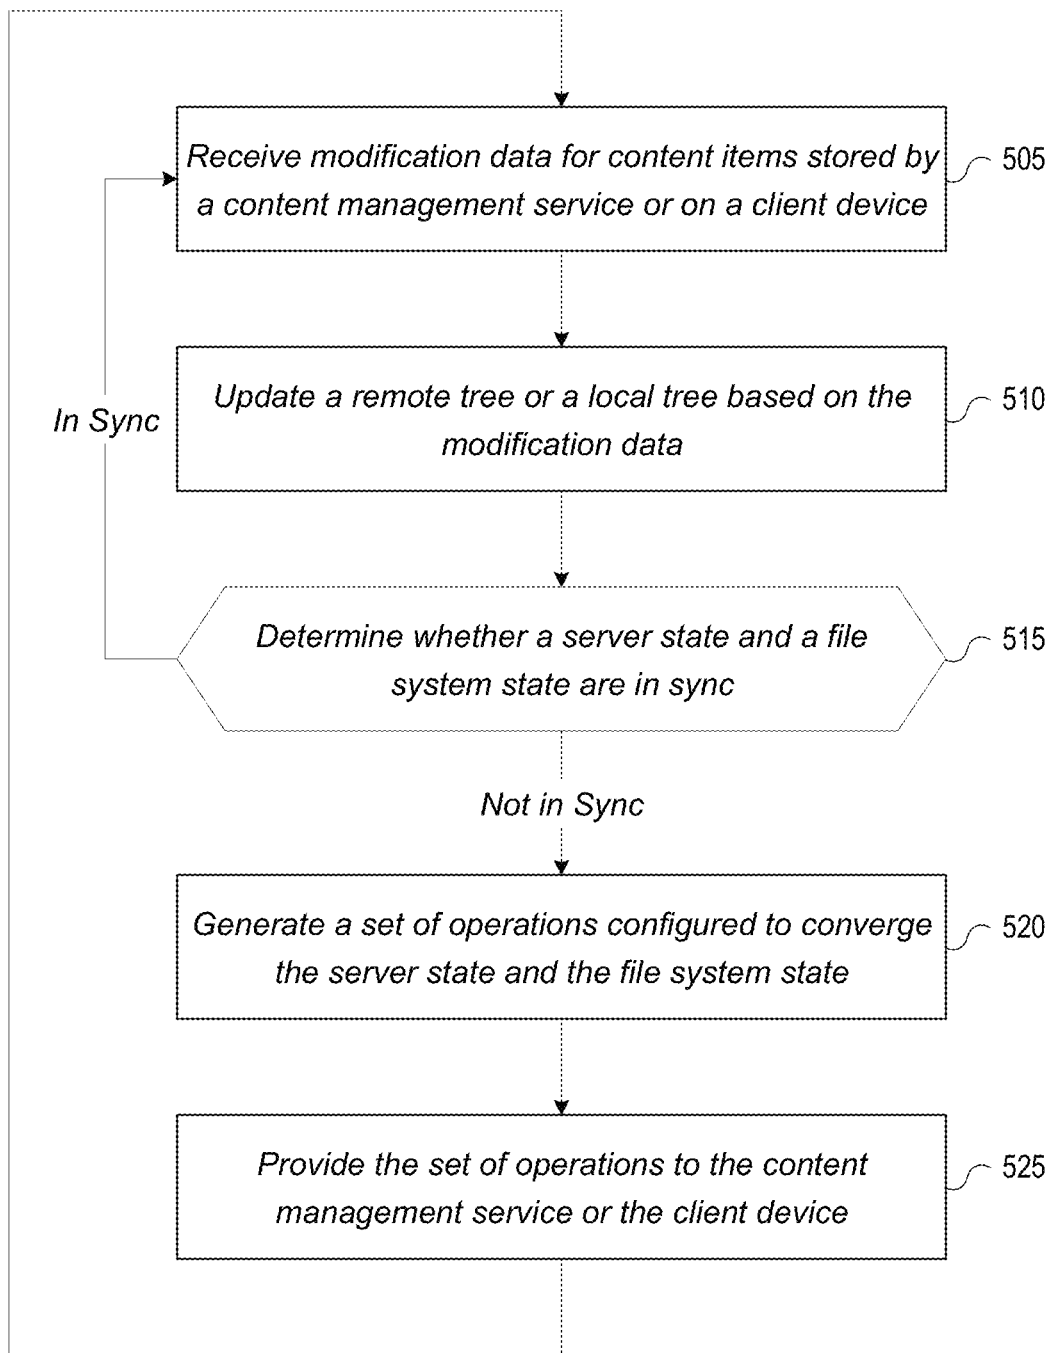 Receive modification data for content items stored by
a content management service or on a client device
505
Update a remote tree or a local tree based on the
modification data
510
In Sync
Determine whether a server state and a file
system state are in sync
515
Not in Sync
Generate a set of operations configured to converge
the server state and the file system state
520
Provide the set of operations to the content
management service or the client device
525